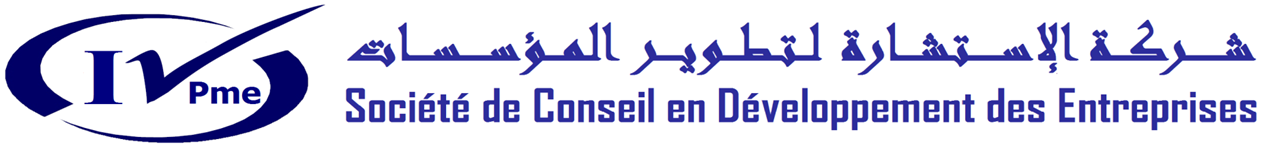 IV
Pme
شركة الإستشارة لتطوير المؤسسات
Société de Conseil en Développement des Entreprises